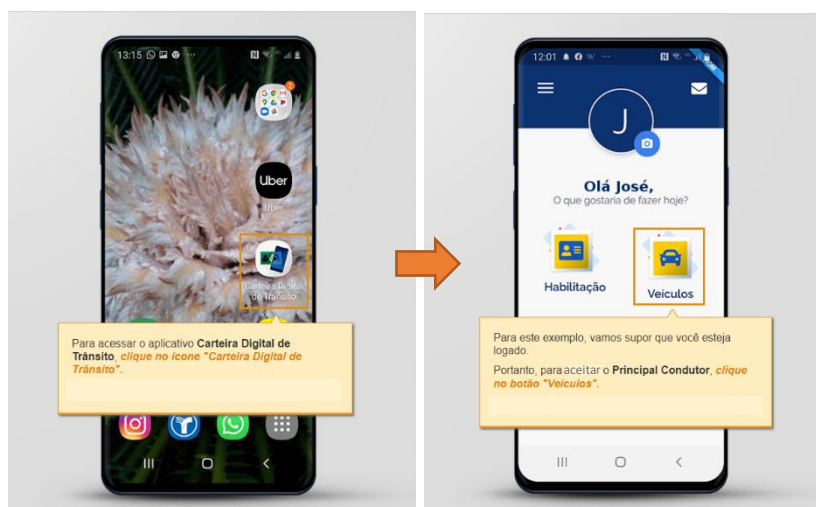 13:15
Uber
Uber
Carteira Digital
de Trânsito
Para acessar o aplicativo Carteira Digital de
Trânsito, clique no ícone "Carteira Digital de
Trânsito".
12:01
J
Olá José,
O que gostaria de fazer hoje?
Habilitação
Veículos
Para este exemplo, vamos supor que você esteja
logado.
Portanto, para aceitar o Principal Condutor, clique
no botão "Veículos".